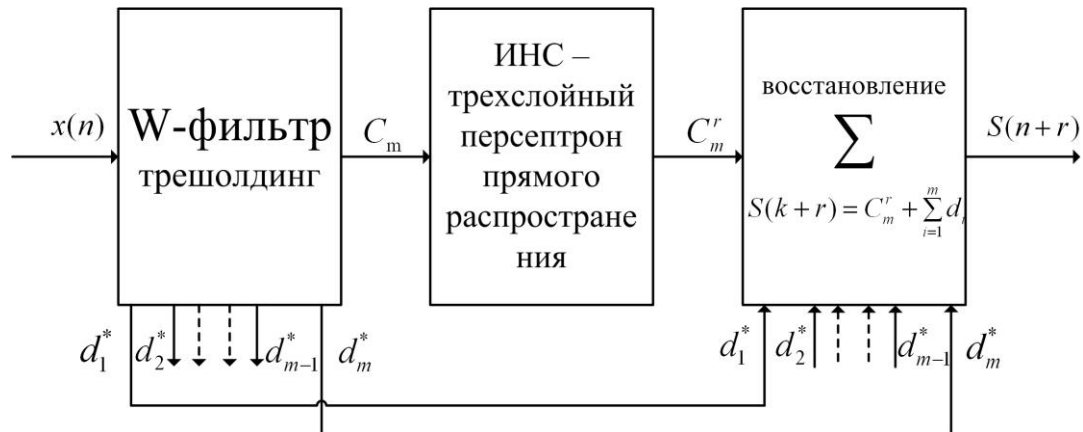 x(n)
W-фильтр
трешолдинг
C_m
ИНС –
трехслойный
персептрон
прямого
распростране
ния
C_m^r
восстановление
∑
S(k+r) = C_m^r + ∑_{i=1}^{m} d_i
S(n+r)
d_1^*
d_2^*
d_{m-1}^*
d_m^*
d_1^*
d_2^*
d_{m-1}^*
d_m^*